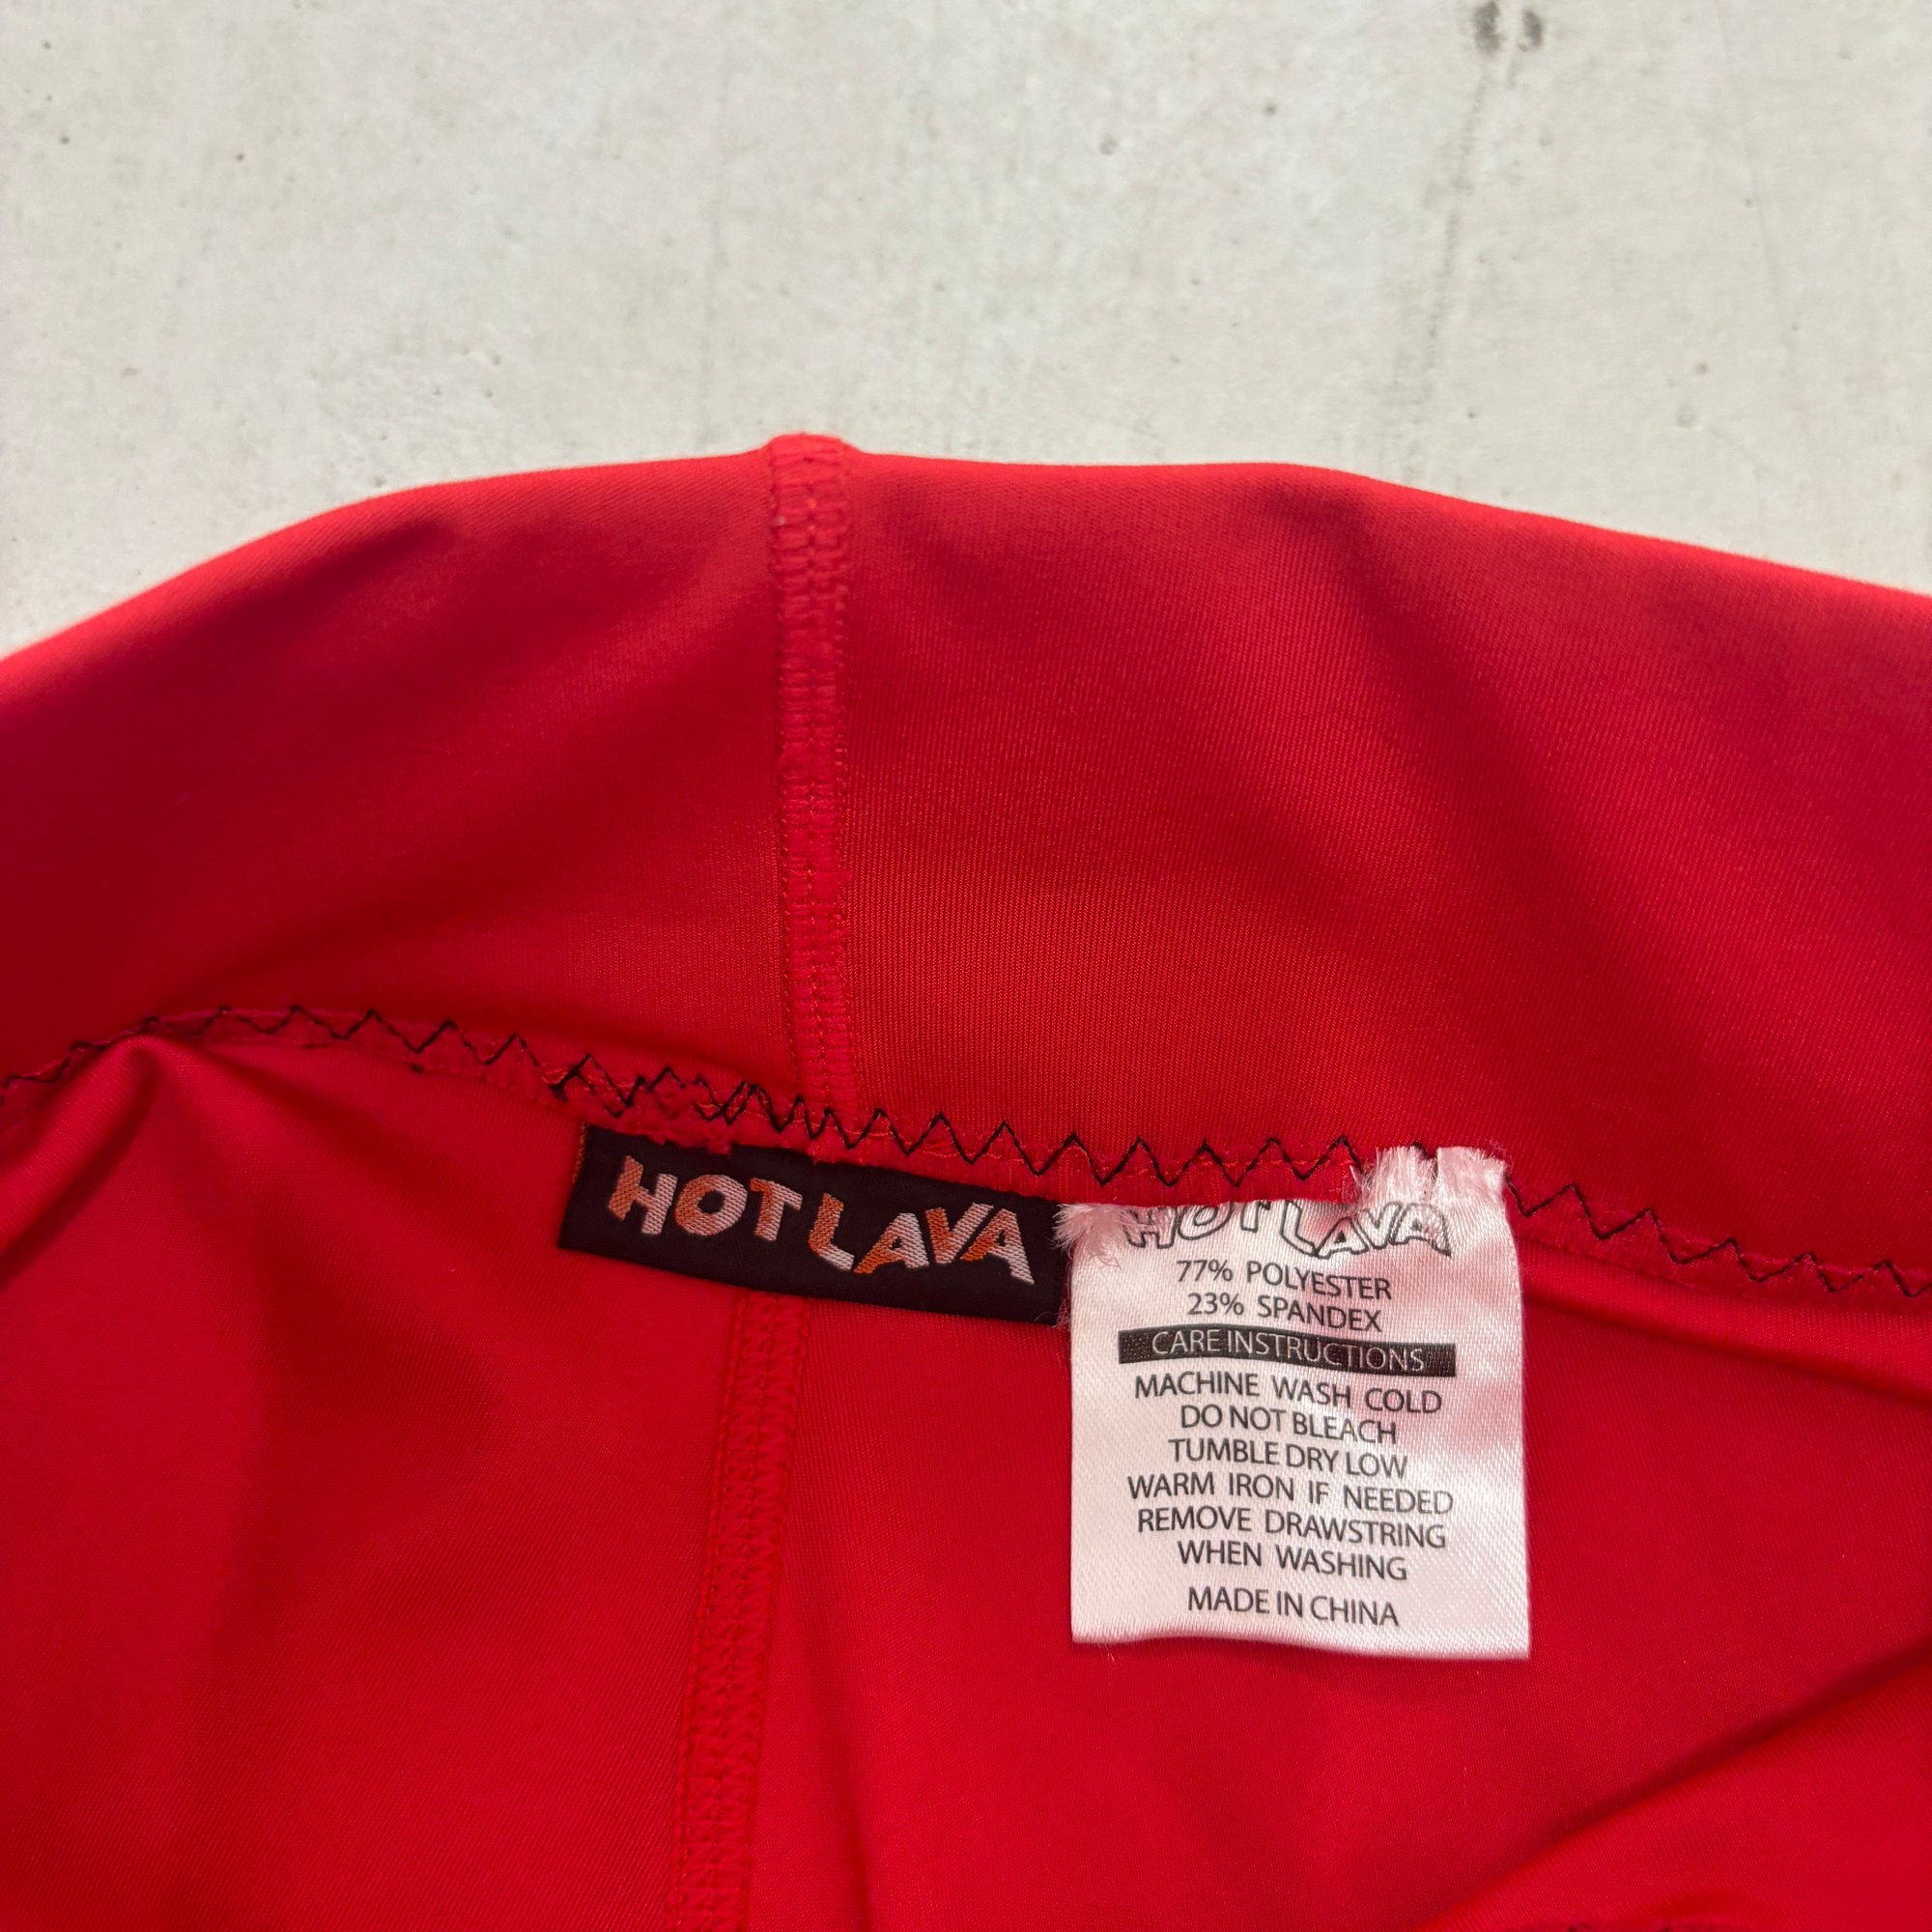 HOT LAVA
HOT LAVA
77% POLYESTER
23% SPANDEX
CARE INSTRUCTIONS
MACHINE WASH COLD
DO NOT BLEACH
TUMBLE DRY LOW
WARM IRON IF NEEDED
REMOVE DRAWSTRING
WHEN WASHING
MADE IN CHINA